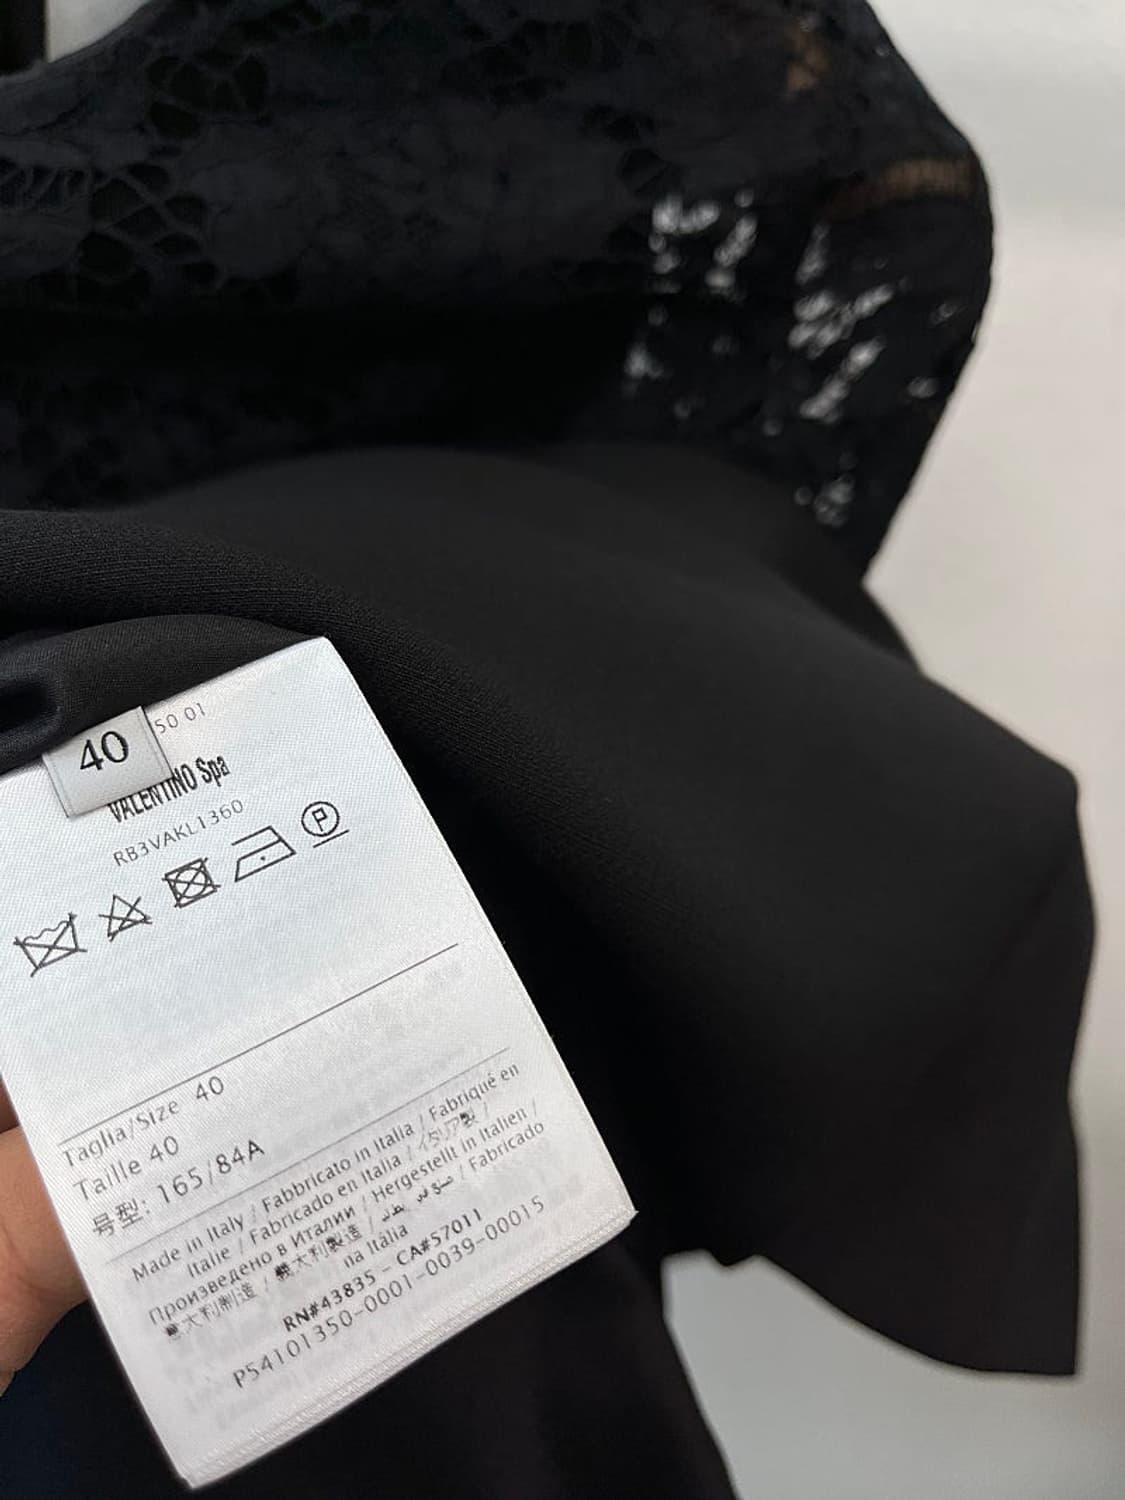 50 01
40
VALENTINO Spa
RB3VAKL1360
P
Taglia/Size 40
Taille 40
号型: 165/84A
Made in Italy / Fabbricato in Italia / Fabriqué en
Italie / Fabricado en Italia / イタリア製 /
Произведено в Италии / Hergestellt in Italien /
意大利制造 / 義大利製造 / / Fabricado
na Itália
RN#43835 - CA#57011
P54101350-0001-0039-00015